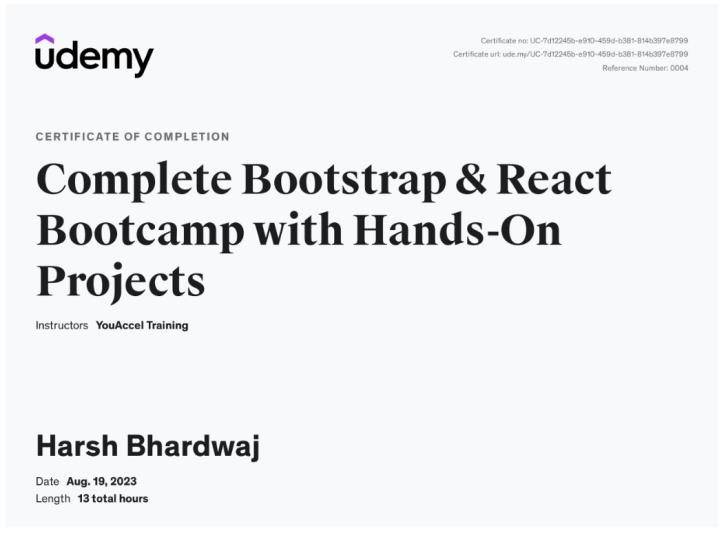 udemy
Certificate no: UC-7d12245b-e910-459d-b381-814b397e8799
Certificate url: ude.my/UC-7d12245b-e910-459d-b381-814b397e8799
Reference Number: 0004
CERTIFICATE OF COMPLETION
Complete Bootstrap & React
Bootcamp with Hands-On
Projects
Instructors YouAccel Training
Harsh Bhardwaj
Date Aug. 19, 2023
Length 13 total hours